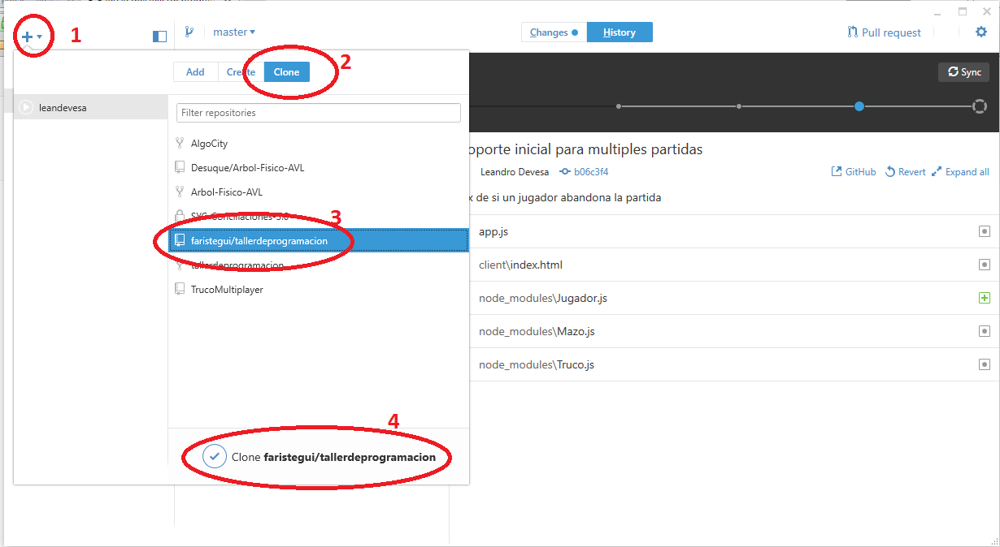 1
master
Changes
History
Pull request
2
Add
Create
Clone
Sync
leandevesa
Filter repositories
AlgoCity
Desuque/Arbol-Fisico-AVL
Arbol-Fisico-AVL
SYC-Conciliaciones-3.0
3
faristegui/tallerdeprogramacion
tallerdeprogramacion
TrucoMultiplayer
4
Clone faristegui/tallerdeprogramacion
oporte inicial para multiples partidas
Leandro Devesa
b06c3f4
GitHub
Revert
Expand all
x de si un jugador abandona la partida
app.js
client\index.html
node_modules\Jugador.js
node_modules\Mazo.js
node_modules\Truco.js